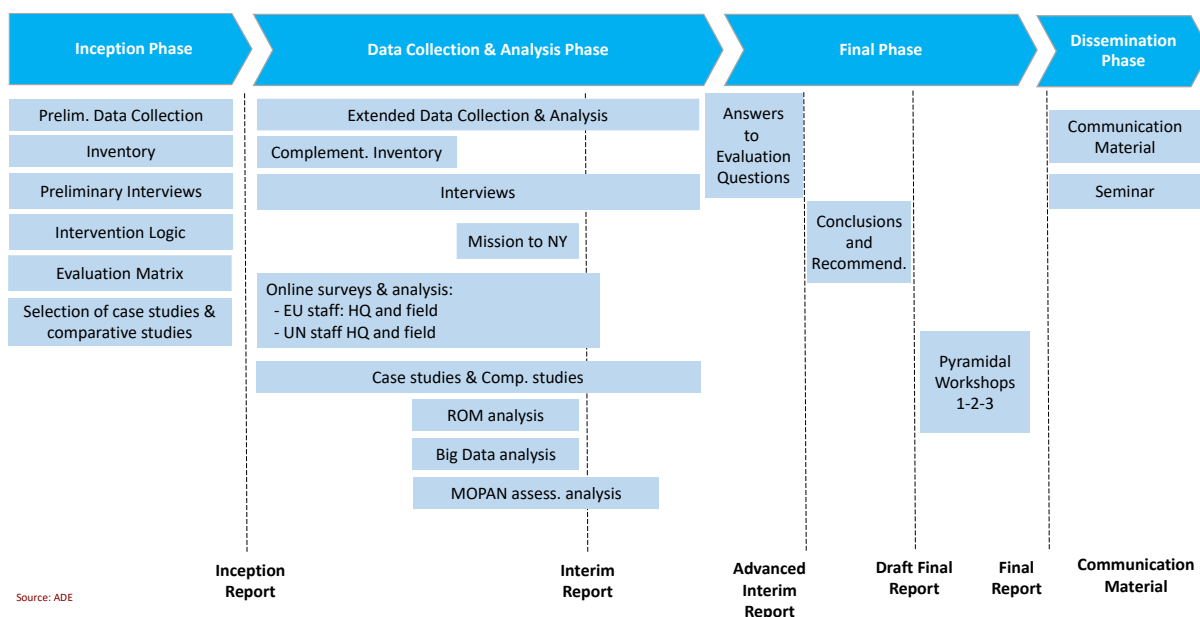 Inception Phase
Data Collection & Analysis Phase
Final Phase
Dissemination
Phase
Prelim. Data Collection
Inventory
Preliminary Interviews
Intervention Logic
Evaluation Matrix
Selection of case studies &
comparative studies
Extended Data Collection & Analysis
Complement. Inventory
Interviews
Mission to NY
Online surveys & analysis:
- EU staff: HQ and field
- UN staff HQ and field
Case studies & Comp. studies
ROM analysis
Big Data analysis
MOPAN assess. analysis
Answers
to
Evaluation
Questions
Conclusions
and
Recommend.
Pyramidal
Workshops
1-2-3
Communication
Material
Seminar
Inception
Report
Interim
Report
Advanced
Interim
Report
Draft Final
Report
Final
Report
Communication
Material
Source: ADE